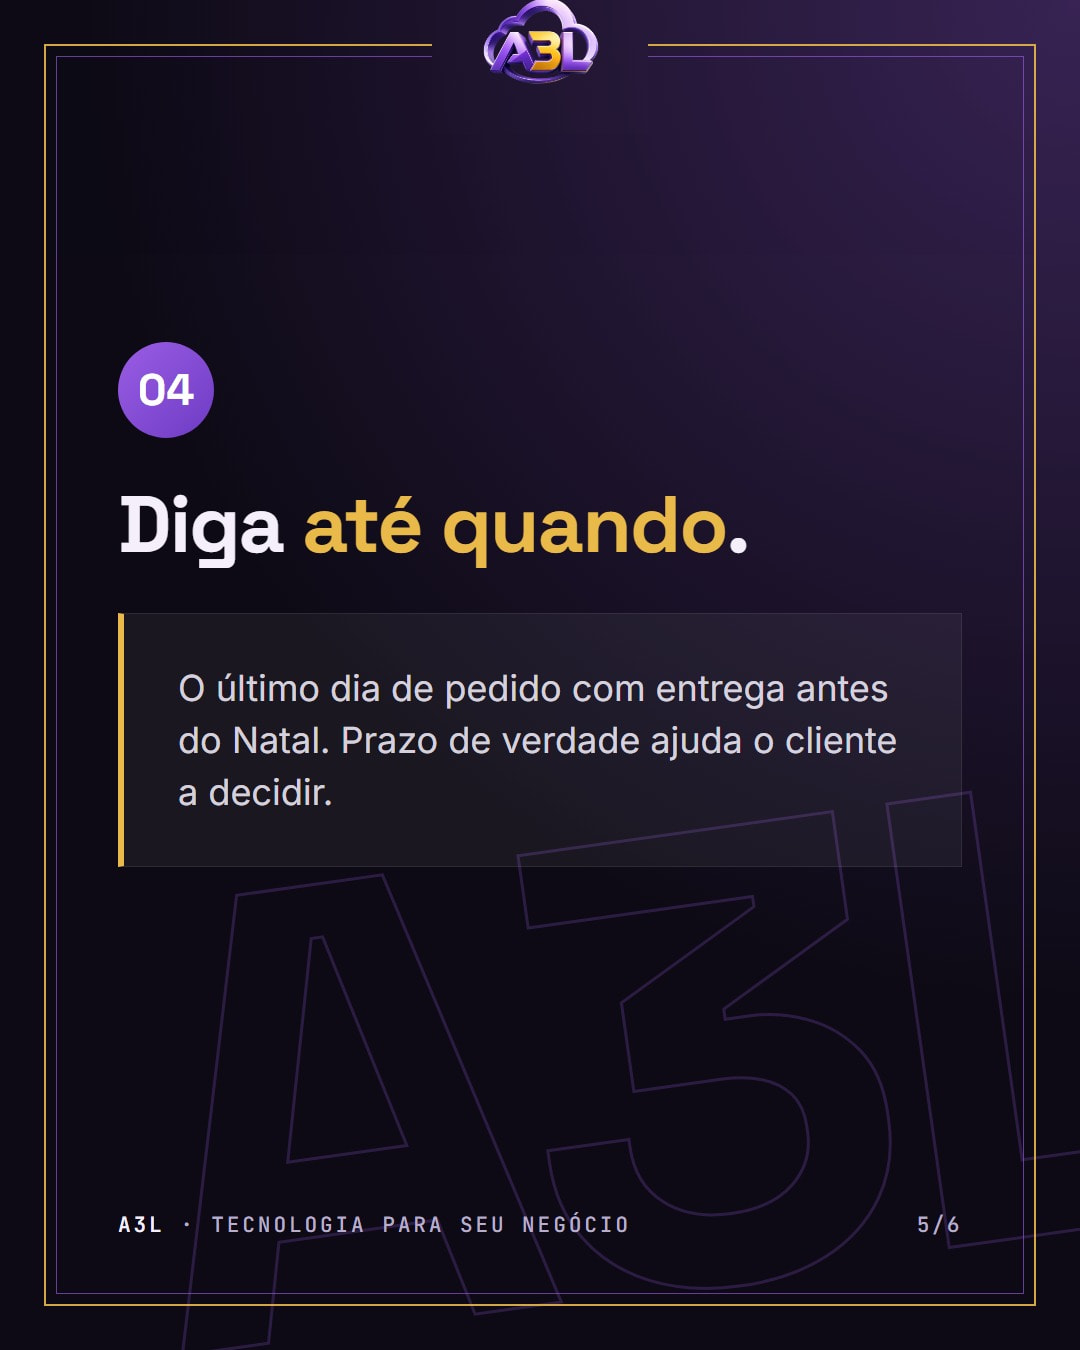 A3L
04
Diga até quando.
O último dia de pedido com entrega antes
do Natal. Prazo de verdade ajuda o cliente
a decidir.
A3L
A3L · TECNOLOGIA PARA SEU NEGÓCIO
5/6